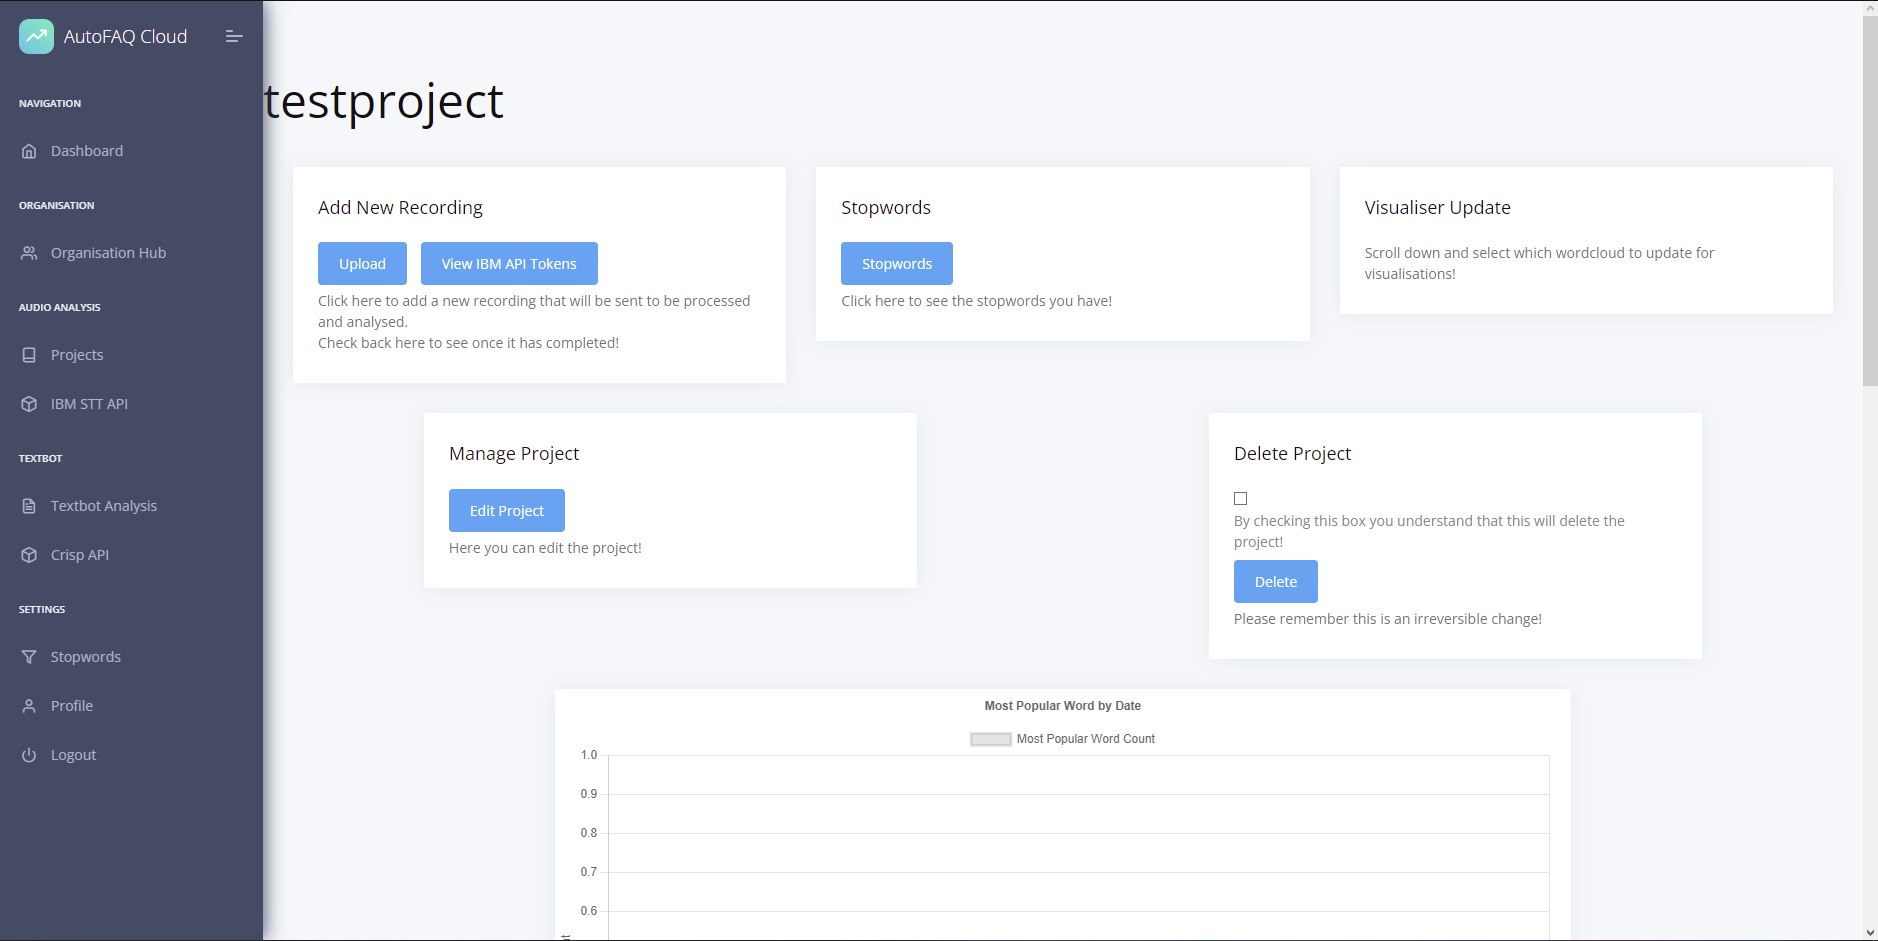 AutoFAQ Cloud
NAVIGATION
Dashboard
ORGANISATION
Organisation Hub
AUDIO ANALYSIS
Projects
IBM STT API
TEXTBOT
Textbot Analysis
Crisp API
SETTINGS
Stopwords
Profile
Logout
testproject
Add New Recording
Upload
View IBM API Tokens
Click here to add a new recording that will be sent to be processed
and analysed.
Check back here to see once it has completed!
Stopwords
Stopwords
Click here to see the stopwords you have!
Visualiser Update
Scroll down and select which wordcloud to update for
visualisations!
Manage Project
Edit Project
Here you can edit the project!
Delete Project
By checking this box you understand that this will delete the
project!
Delete
Please remember this is an irreversible change!
Most Popular Word by Date
Most Popular Word Count
1.0
0.9
0.8
0.7
0.6